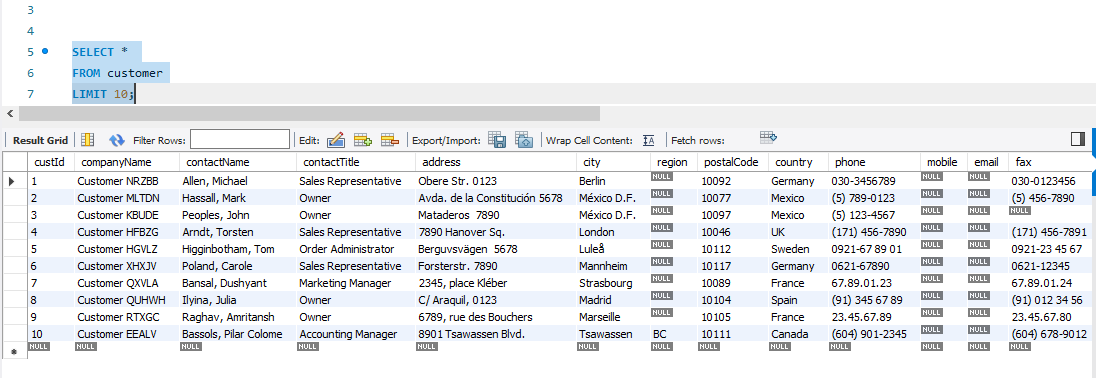 3
4
5 SELECT *
6 FROM customer
7 LIMIT 10;
Result Grid Filter Rows: Edit: Export/Import: Wrap Cell Content: Fetch rows:
custId companyName contactName contactTitle address city region postalCode country phone mobile email fax
1 Customer NRZBB Allen, Michael Sales Representative Obere Str. 0123 Berlin NULL 10092 Germany 030-3456789 NULL NULL 030-0123456
2 Customer MLTDN Hassall, Mark Owner Avda. de la Constitución 5678 México D.F. NULL 10077 Mexico (5) 789-0123 NULL NULL (5) 456-7890
3 Customer KBUDE Peoples, John Owner Mataderos 7890 México D.F. NULL 10097 Mexico (5) 123-4567 NULL NULL NULL
4 Customer HFBZG Arndt, Torsten Sales Representative 7890 Hanover Sq. London NULL 10046 UK (171) 456-7890 NULL NULL (171) 456-7891
5 Customer HGVLZ Higginbotham, Tom Order Administrator Berguvsvägen 5678 Luleå NULL 10112 Sweden 0921-67 89 01 NULL NULL 0921-23 45 67
6 Customer XHXJV Poland, Carole Sales Representative Forsterstr. 7890 Mannheim NULL 10117 Germany 0621-67890 NULL NULL 0621-12345
7 Customer QXVLA Bansal, Dushyant Marketing Manager 2345, place Kléber Strasbourg NULL 10089 France 67.89.01.23 NULL NULL 67.89.01.24
8 Customer QUHWH Ilyina, Julia Owner C/ Araquil, 0123 Madrid NULL 10104 Spain (91) 345 67 89 NULL NULL (91) 012 34 56
9 Customer RTXGC Raghav, Amritansh Owner 6789, rue des Bouchers Marseille NULL 10105 France 23.45.67.89 NULL NULL 23.45.67.80
10 Customer EEALV Bassols, Pilar Colome Accounting Manager 8901 Tsawassen Blvd. Tsawassen BC 10111 Canada (604) 901-2345 NULL NULL (604) 678-9012
NULL NULL NULL NULL NULL NULL NULL NULL NULL NULL NULL NULL NULL